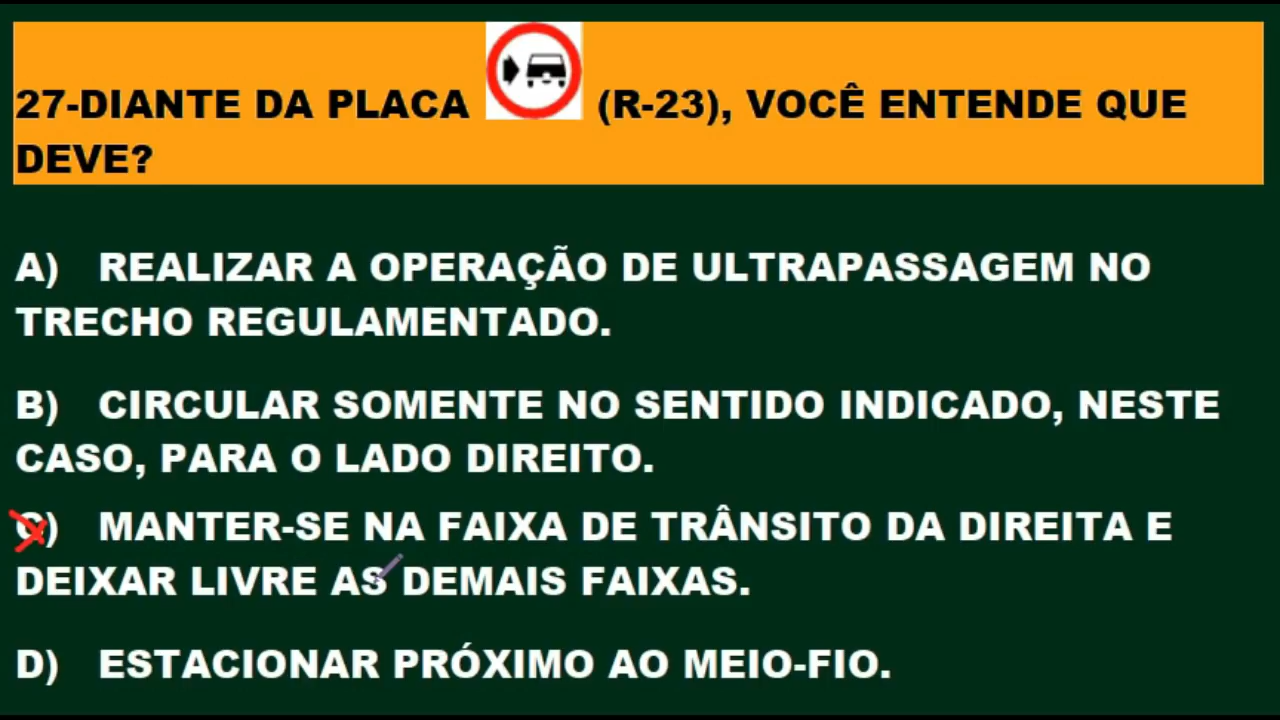 27-DIANTE DA PLACA (R-23), VOCÊ ENTENDE QUE
DEVE?
A) REALIZAR A OPERAÇÃO DE ULTRAPASSAGEM NO
TRECHO REGULAMENTADO.
B) CIRCULAR SOMENTE NO SENTIDO INDICADO, NESTE
CASO, PARA O LADO DIREITO.
C) MANTER-SE NA FAIXA DE TRÂNSITO DA DIREITA E
DEIXAR LIVRE AS DEMAIS FAIXAS.
D) ESTACIONAR PRÓXIMO AO MEIO-FIO.